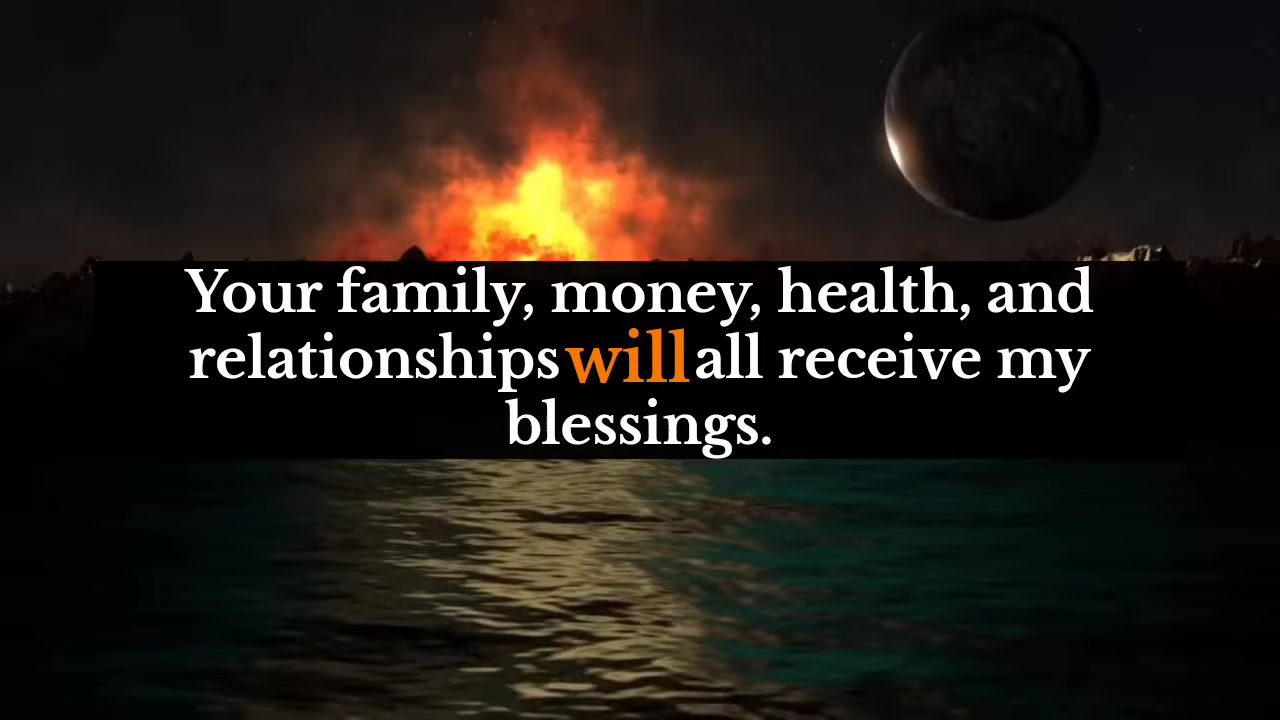 Your family, money, health, and
relationships will all receive my
blessings.